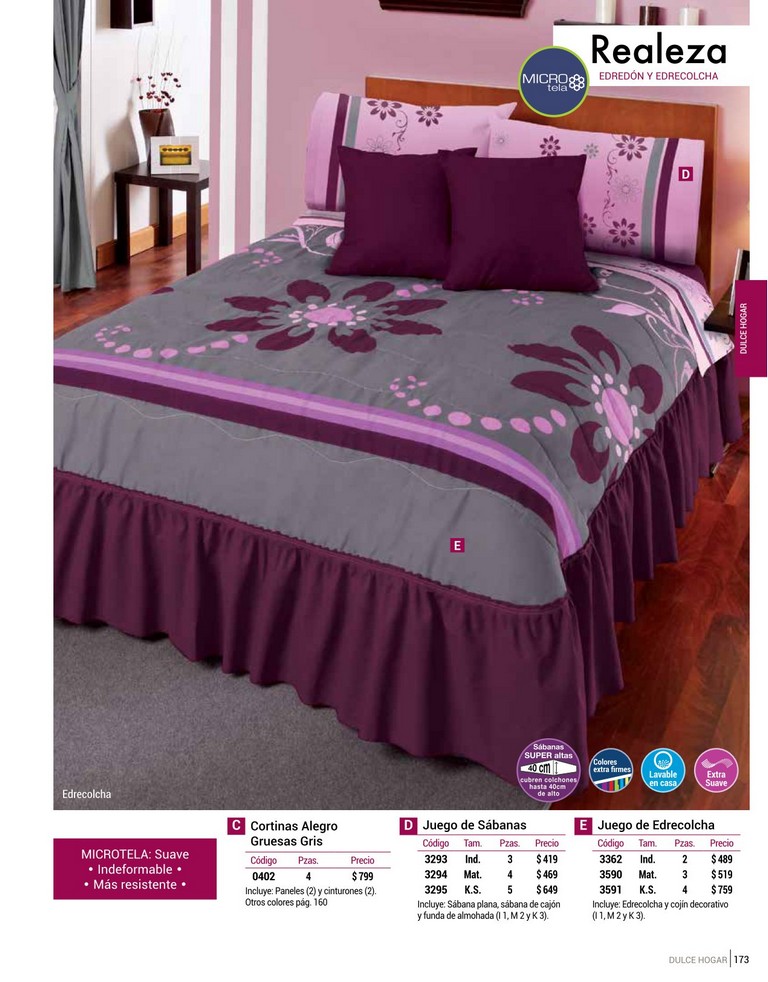 Realeza
EDREDÓN Y EDRECOLCHA
MICRO
tela
D
DULCE HOGAR
E
Sábanas
SUPER altas
40 cm
cubren colchones
hasta 40cm
de alto
Colores
extra firmes
Lavable
en casa
Extra
Suave
Edrecolcha
MICROTELA: Suave
• Indeformable •
• Más resistente •
C Cortinas Alegro
Gruesas Gris
Código Pzas. Precio
0402 4 $799
Incluye: Paneles (2) y cinturones (2).
Otros colores pág. 160
D Juego de Sábanas
Código Tam. Pzas. Precio
3293 Ind. 3 $419
3294 Mat. 4 $469
3295 K.S. 5 $649
Incluye: Sábana plana, sábana de cajón
y funda de almohada (I 1, M 2 y K 3).
E Juego de Edrecolcha
Código Tam. Pzas. Precio
3362 Ind. 2 $489
3590 Mat. 3 $519
3591 K.S. 4 $759
Incluye: Edrecolcha y cojín decorativo
(I 1, M 2 y K 3).
DULCE HOGAR 173